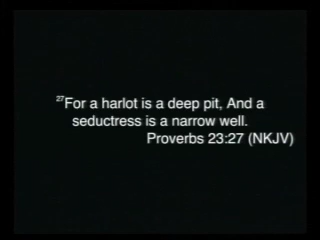 27For a harlot is a deep pit, And a
seductress is a narrow well.
Proverbs 23:27 (NKJV)